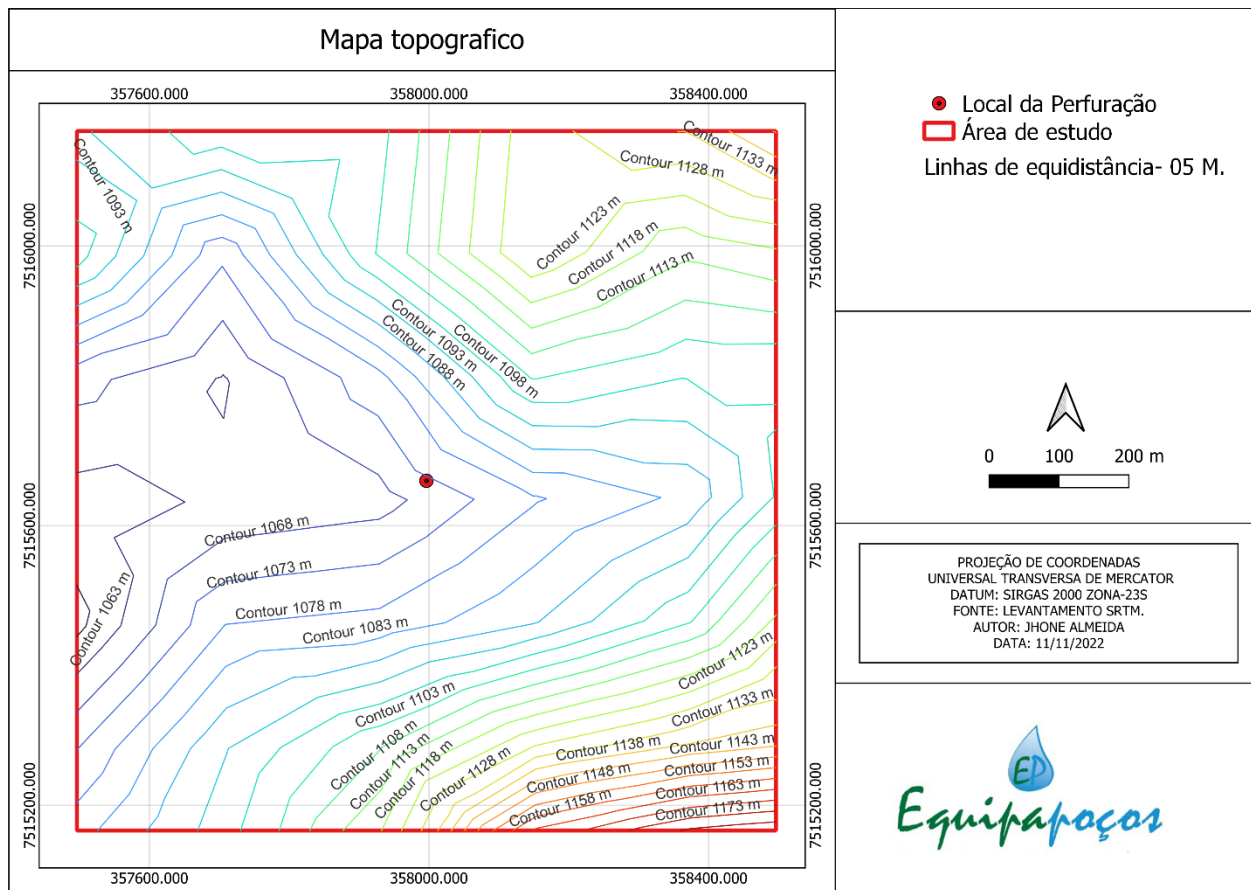 Mapa topografico
357600.000
358000.000
358400.000
7516000.000
7515600.000
7515200.000
Contour 1093 m
Contour 1133 m
Contour 1128 m
Contour 1123 m
Contour 1118 m
Contour 1113 m
Contour 1098 m
Contour 1093 m
Contour 1088 m
Contour 1068 m
Contour 1073 m
Contour 1078 m
Contour 1083 m
Contour 1063 m
Contour 1123 m
Contour 1103 m
Contour 1133 m
Contour 1108 m
Contour 1113 m
Contour 1118 m
Contour 1128 m
Contour 1138 m
Contour 1143 m
Contour 1148 m
Contour 1153 m
Contour 1158 m
Contour 1163 m
Contour 1173 m
7516000.000
7515600.000
7515200.000
357600.000
358000.000
358400.000
Local da Perfuração
Área de estudo
Linhas de equidistância- 05 M.
0 100 200 m
PROJEÇÃO DE COORDENADAS
UNIVERSAL TRANSVERSA DE MERCATOR
DATUM: SIRGAS 2000 ZONA-23S
FONTE: LEVANTAMENTO SRTM.
AUTOR: JHONE ALMEIDA
DATA: 11/11/2022
EP
Equipapoços